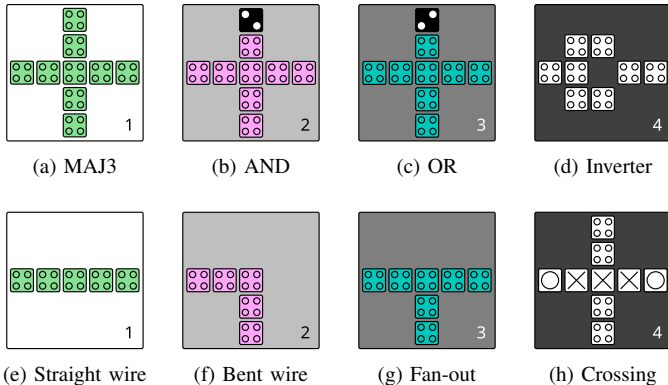 1 2 3 4
(a) MAJ3 (b) AND (c) OR (d) Inverter
1 2 3 4
(e) Straight wire (f) Bent wire (g) Fan-out (h) Crossing